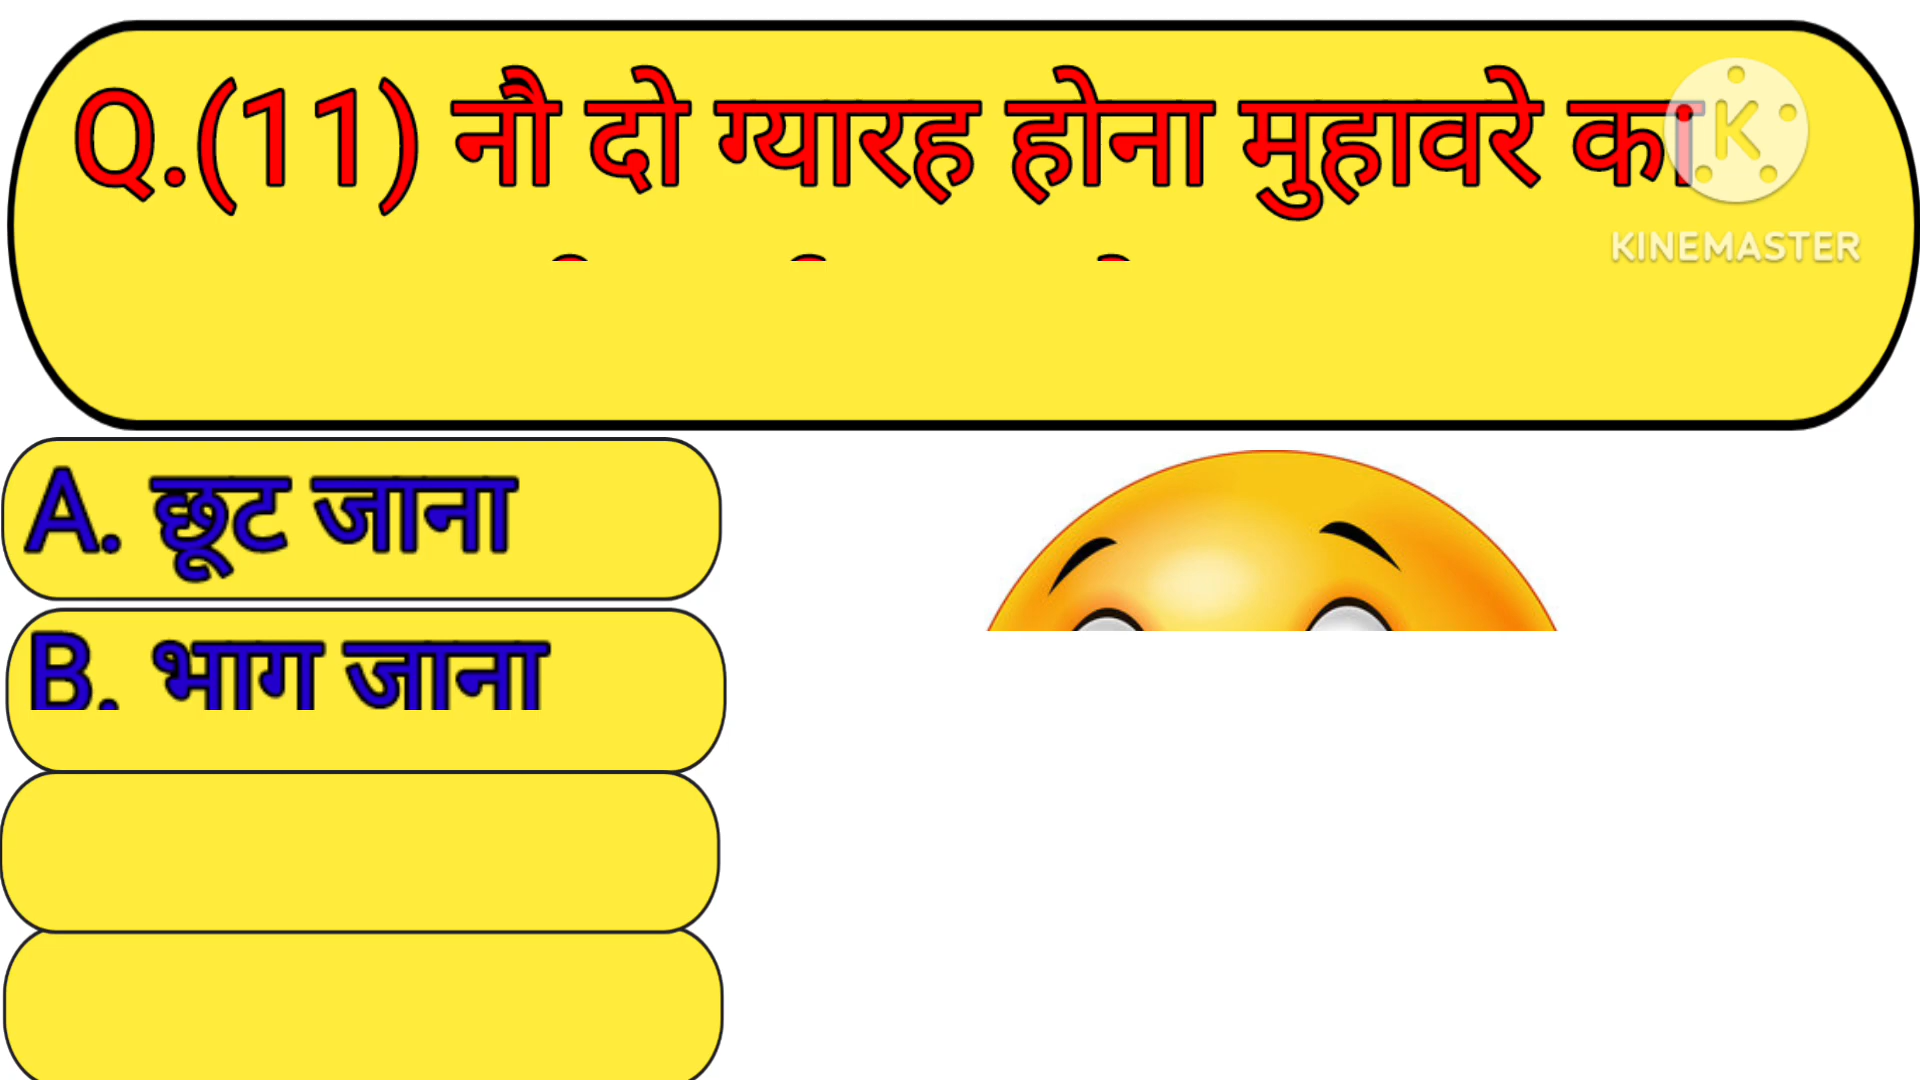 Q.(11) नौ दो ग्यारह होना मुहावरे का
KINEMASTER
A. छूट जाना
B. भाग जाना